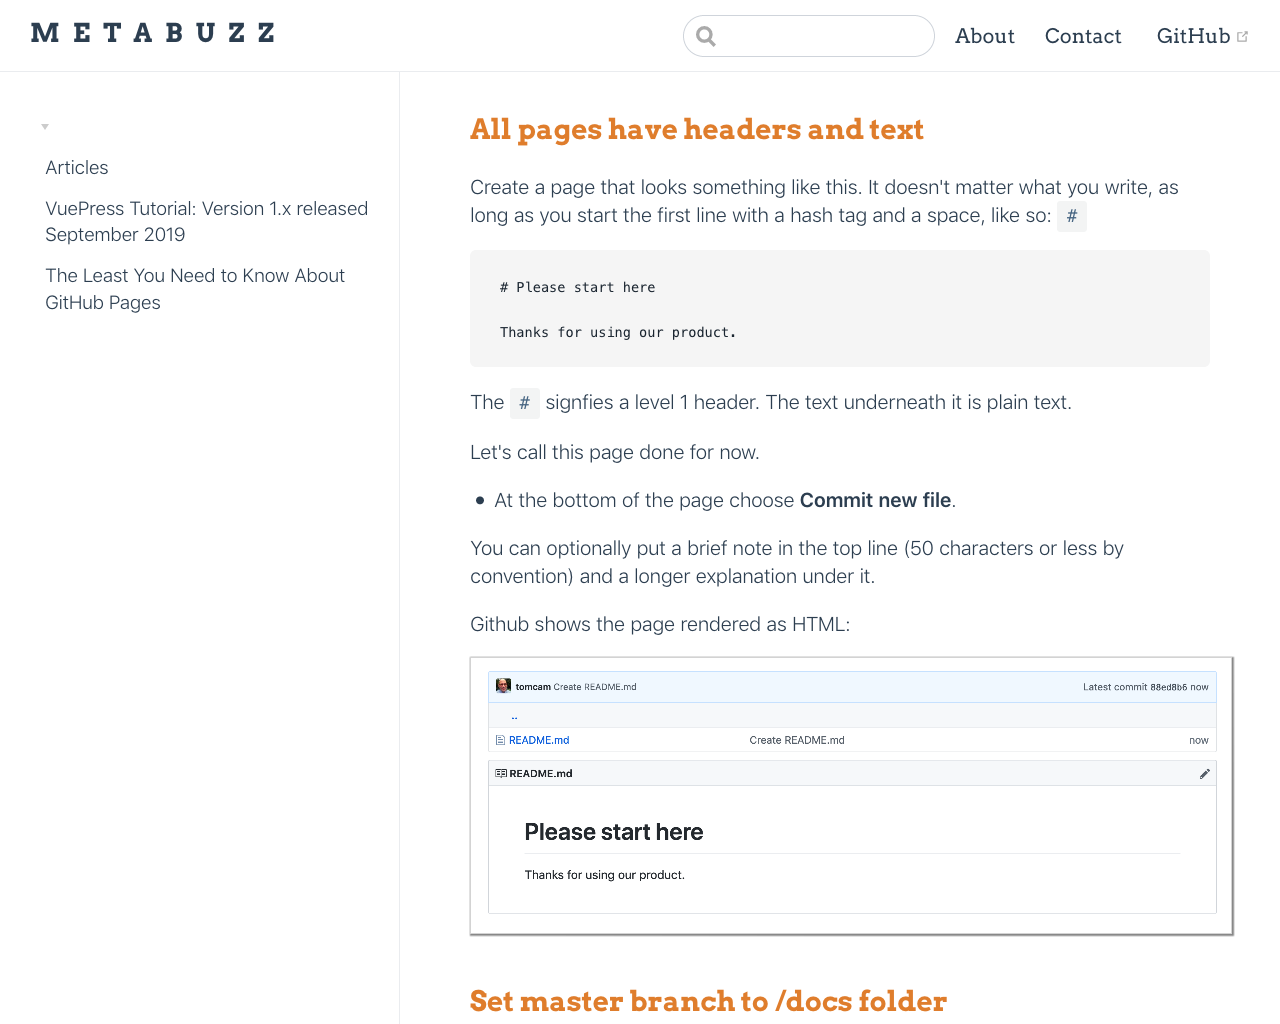 METABUZZ
About Contact GitHub
Articles
VuePress Tutorial: Version 1.x released
September 2019
The Least You Need to Know About
GitHub Pages
All pages have headers and text
Create a page that looks something like this. It doesn't matter what you write, as
long as you start the first line with a hash tag and a space, like so: #
# Please start here
Thanks for using our product.
The # signfies a level 1 header. The text underneath it is plain text.
Let's call this page done for now.
• At the bottom of the page choose Commit new file.
You can optionally put a brief note in the top line (50 characters or less by
convention) and a longer explanation under it.
Github shows the page rendered as HTML:
tomcam Create README.md Latest commit 88ed8b6 now
..
README.md Create README.md now
README.md
Please start here
Thanks for using our product.
Set master branch to /docs folder